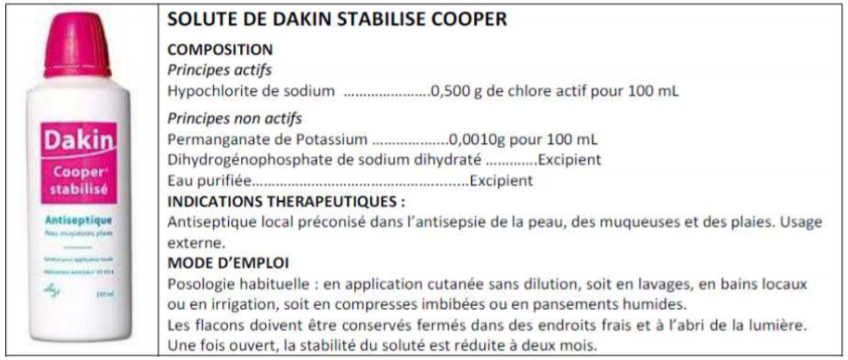 SOLUTE DE DAKIN STABILISE COOPER
COMPOSITION
Principes actifs
Hypochlorite de sodium ......................0,500 g de chlore actif pour 100 mL
Principes non actifs
Permanganate de Potassium ...................0,0010g pour 100 mL
Dihydrogénophosphate de sodium dihydraté .............Excipient
Eau purifiée......................................................Excipient
INDICATIONS THERAPEUTIQUES :
Antiseptique local préconisé dans l'antisepsie de la peau, des muqueuses et des plaies. Usage
externe.
MODE D'EMPLOI
Posologie habituelle : en application cutanée sans dilution, soit en lavages, en bains locaux
ou en irrigation, soit en compresses imbibées ou en pansements humides.
Les flacons doivent être conservés fermés dans des endroits frais et à l'abri de la lumière.
Une fois ouvert, la stabilité du soluté est réduite à deux mois.
Dakin
Cooper
stabilisé
Antiseptique
Peau, muqueuses, plaies
250 ml